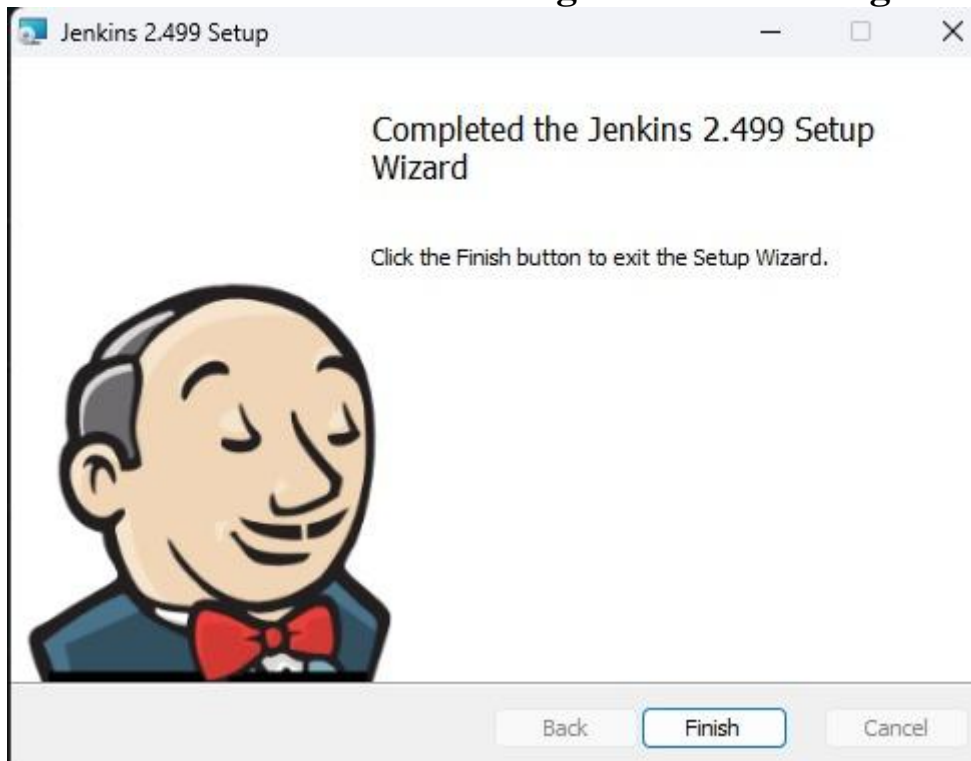 Jenkins 2.499 Setup
Completed the Jenkins 2.499 Setup
Wizard
Click the Finish button to exit the Setup Wizard.
Back Finish Cancel